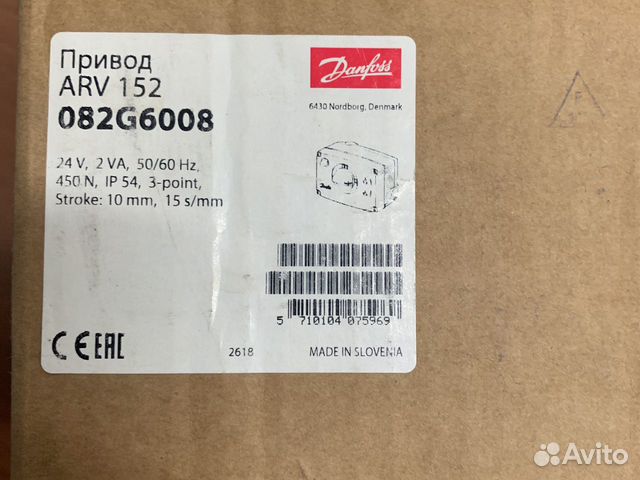 Привод
ARV 152
082G6008
24 V, 2 VA, 50/60 Hz,
450 N, IP 54, 3-point,
Stroke: 10 mm, 15 s/mm
Danfoss
6430 Nordborg, Denmark
5 710104 075969
CE EAC
2618
MADE IN SLOVENIA
F
Avito